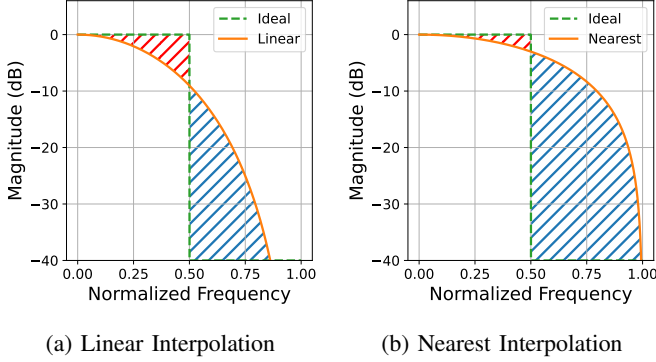 Ideal
Linear
0
−10
−20
−30
−40
Magnitude (dB)
0.00 0.25 0.50 0.75 1.00
Normalized Frequency
(a) Linear Interpolation
Ideal
Nearest
0
−10
−20
−30
−40
Magnitude (dB)
0.00 0.25 0.50 0.75 1.00
Normalized Frequency
(b) Nearest Interpolation